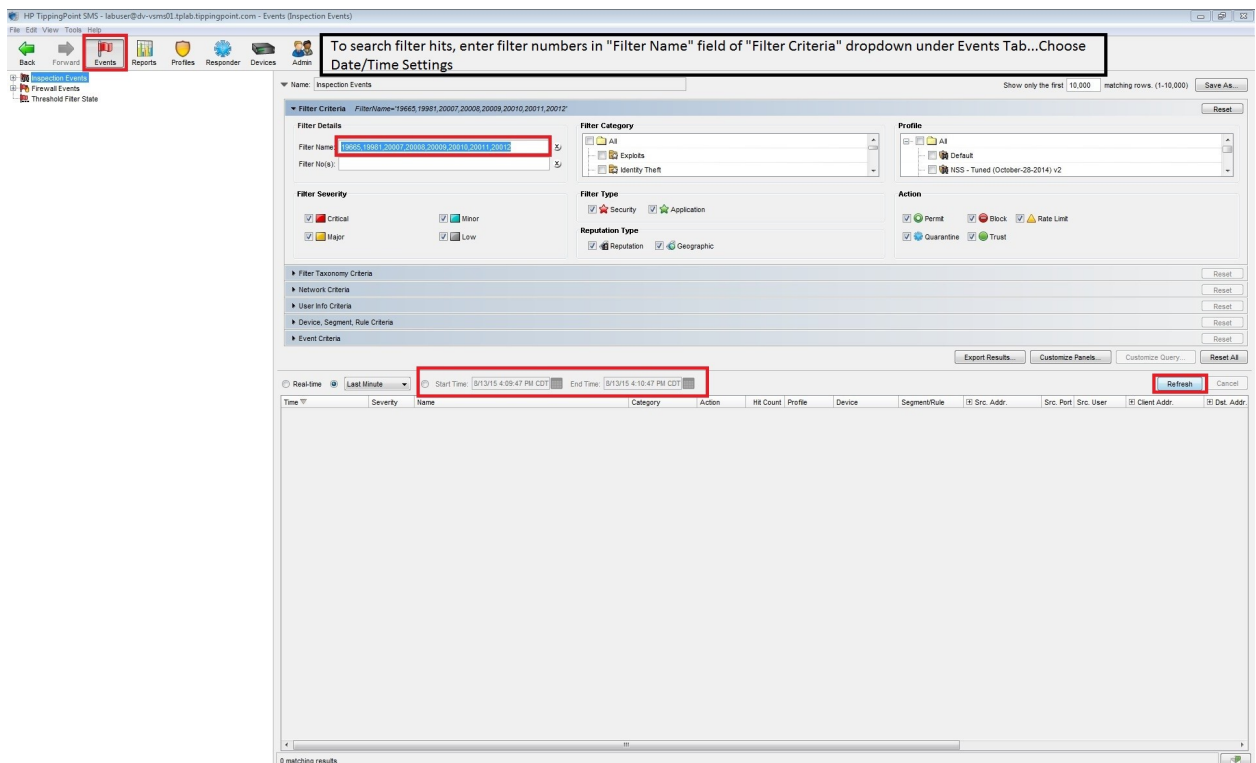 HP TippingPoint SMS - labuser@dv-vsms01.tplab.tippingpoint.com - Events (Inspection Events)
File Edit View Tools Help
Back Forward Events Reports Profiles Responder Devices Admin
To search filter hits, enter filter numbers in "Filter Name" field of "Filter Criteria" dropdown under Events Tab...Choose
Date/Time Settings
Inspection Events
Firewall Events
Threshold Filter State
Name: Inspection Events
Show only the first 10,000 matching rows. (1-10,000) Save As...
Filter Criteria FilterName='19665,19981,20007,20008,20009,20010,20011,20012' Reset
Filter Details
Filter Name: 19665,19981,20007,20008,20009,20010,20011,20012
Filter No(s):
Filter Category
All
Exploits
Identity Theft
Profile
All
Default
NSS - Tuned (October-28-2014) v2
Filter Severity
Critical Minor
Major Low
Filter Type
Security Application
Reputation Type
Reputation Geographic
Action
Permit Block Rate Limit
Quarantine Trust
Filter Taxonomy Criteria Reset
Network Criteria Reset
User Info Criteria Reset
Device, Segment, Rule Criteria Reset
Event Criteria Reset
Export Results... Customize Panels... Customize Query... Reset All
Real-time Last Minute Start Time: 8/13/15 4:09:47 PM CDT End Time: 8/13/15 4:10:47 PM CDT Refresh Cancel
Time Severity Name Category Action Hit Count Profile Device Segment/Rule Src. Addr. Src. Port Src. User Client Addr. Dst. Addr.
0 matching results